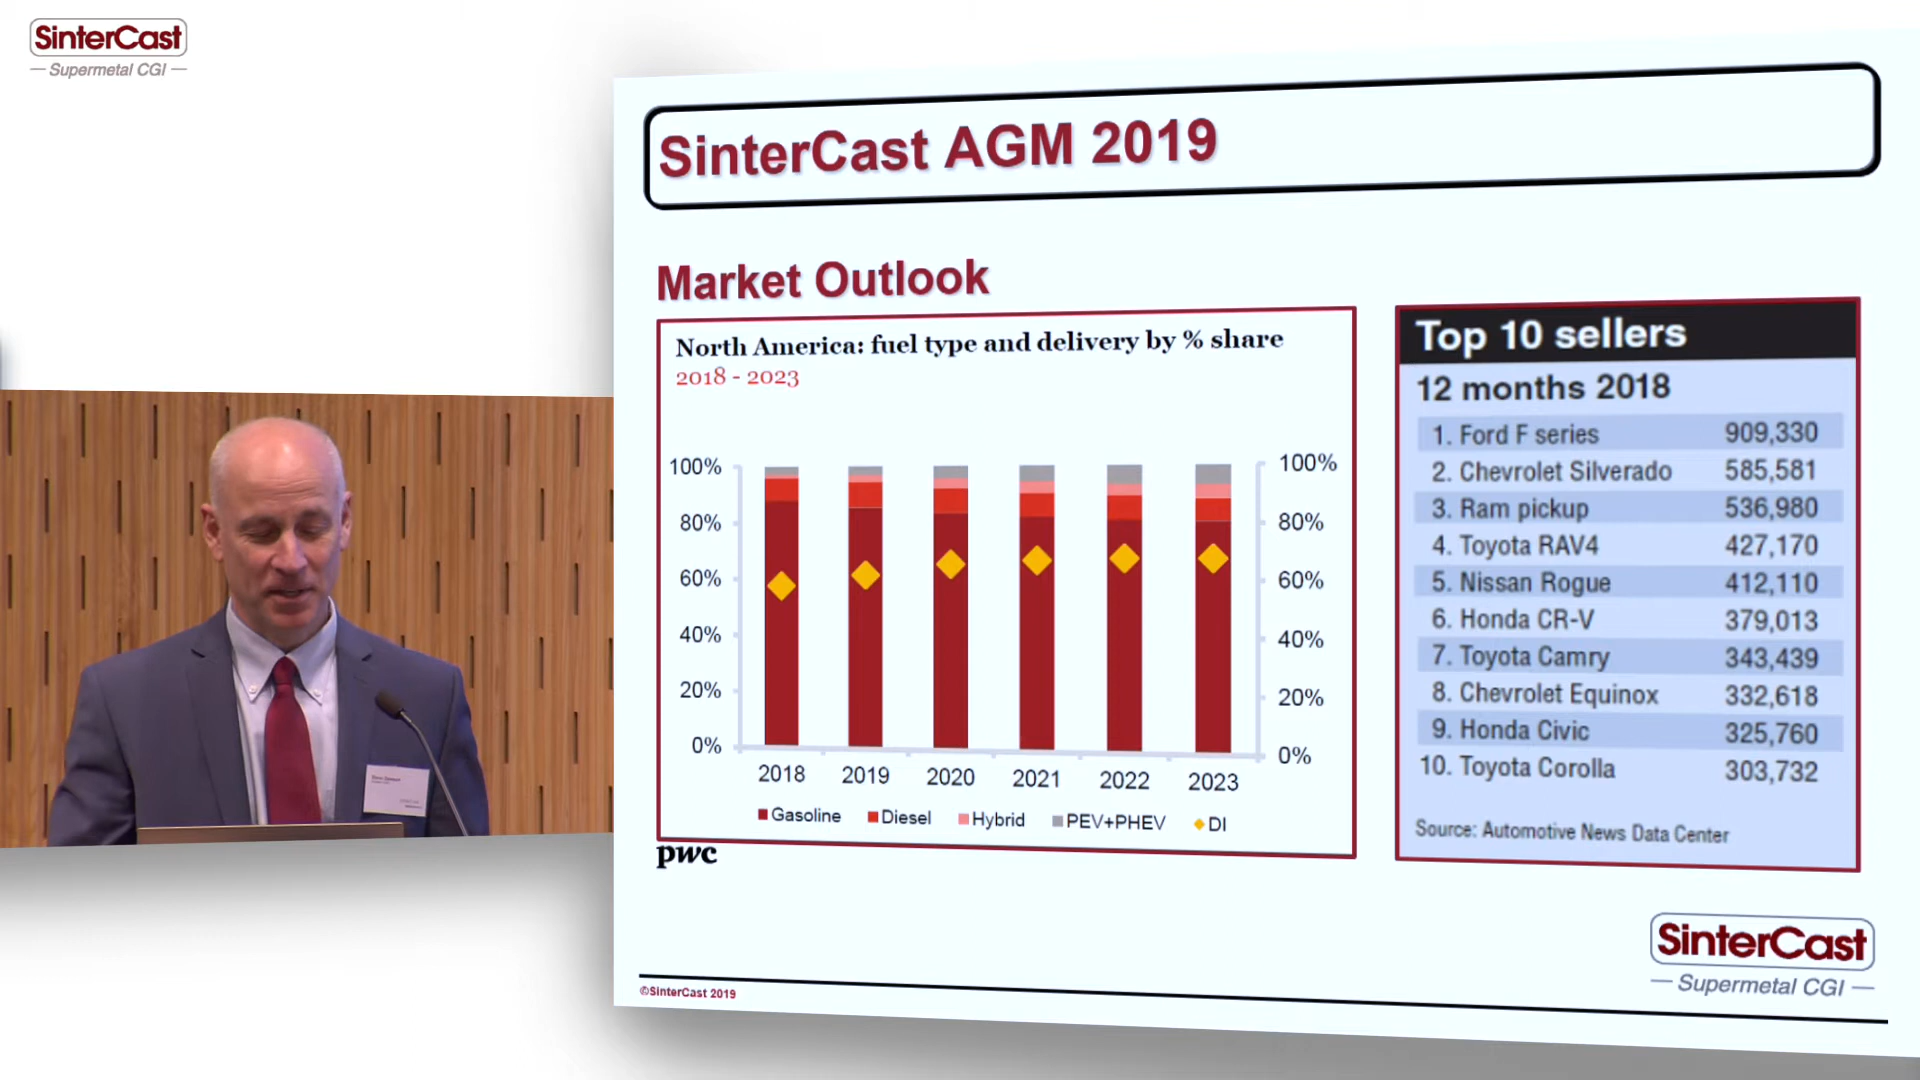 SinterCast
Supermetal CGI
SinterCast AGM 2019
Market Outlook
North America: fuel type and delivery by % share
2018 - 2023
100%
80%
60%
40%
20%
0%
100%
80%
60%
40%
20%
0%
2018 2019 2020 2021 2022 2023
Gasoline Diesel Hybrid PEV+PHEV DI
pwc
Top 10 sellers
12 months 2018
1. Ford F series 909,330
2. Chevrolet Silverado 585,581
3. Ram pickup 536,980
4. Toyota RAV4 427,170
5. Nissan Rogue 412,110
6. Honda CR-V 379,013
7. Toyota Camry 343,439
8. Chevrolet Equinox 332,618
9. Honda Civic 325,760
10. Toyota Corolla 303,732
Source: Automotive News Data Center
SinterCast
Supermetal CGI
©SinterCast 2019